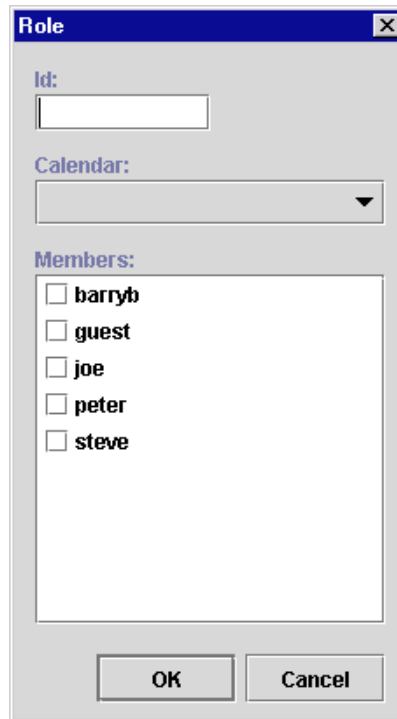 Role
Id:
Calendar:
Members:
barryb
guest
joe
peter
steve
OK Cancel